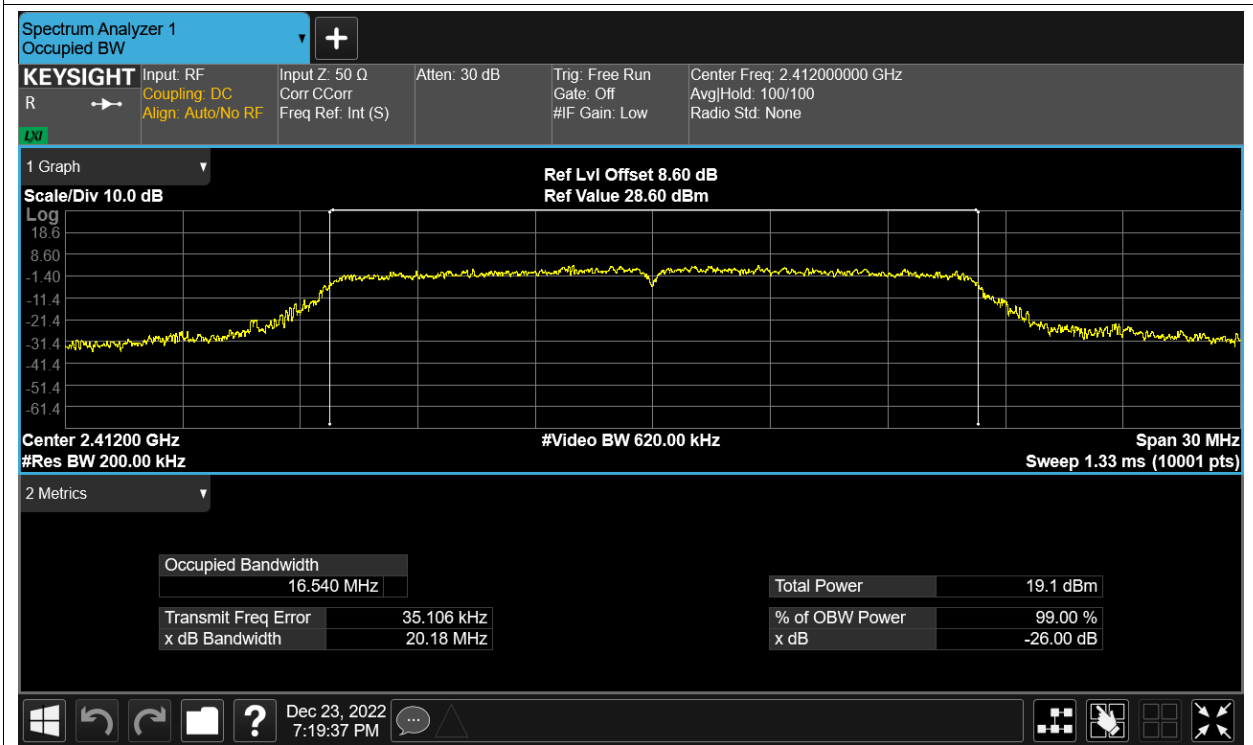 Spectrum Analyzer 1
Occupied BW
KEYSIGHT
R
LXI
Input: RF
Coupling: DC
Align: Auto/No RF
Input Z: 50 Ω
Corr CCorr
Freq Ref: Int (S)
Atten: 30 dB
Trig: Free Run
Gate: Off
#IF Gain: Low
Center Freq: 2.412000000 GHz
Avg|Hold: 100/100
Radio Std: None
1 Graph
Scale/Div 10.0 dB
Ref Lvl Offset 8.60 dB
Ref Value 28.60 dBm
Log
18.6
8.60
-1.40
-11.4
-21.4
-31.4
-41.4
-51.4
-61.4
Center 2.41200 GHz
#Video BW 620.00 kHz
Span 30 MHz
#Res BW 200.00 kHz
Sweep 1.33 ms (10001 pts)
2 Metrics
Occupied Bandwidth
16.540 MHz
Total Power 19.1 dBm
Transmit Freq Error 35.106 kHz
% of OBW Power 99.00 %
x dB Bandwidth 20.18 MHz
x dB -26.00 dB
?
Dec 23, 2022
7:19:37 PM